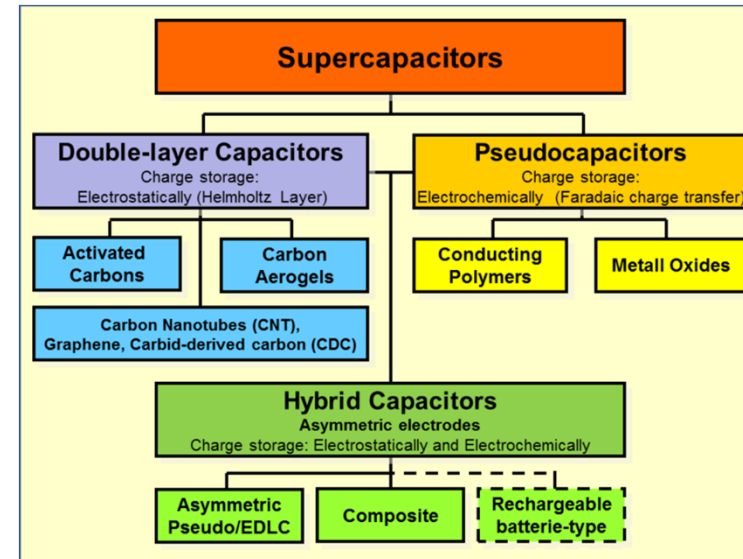 Supercapacitors
Double-layer Capacitors
Charge storage:
Electrostatically (Helmholtz Layer)
Pseudocapacitors
Charge storage:
Electrochemically (Faradaic charge transfer)
Activated
Carbons
Carbon
Aerogels
Conducting
Polymers
Metall Oxides
Carbon Nanotubes (CNT),
Graphene, Carbid-derived carbon (CDC)
Hybrid Capacitors
Asymmetric electrodes
Charge storage: Electrostatically and Electrochemically
Asymmetric
Pseudo/EDLC
Composite
Rechargeable
batterie-type